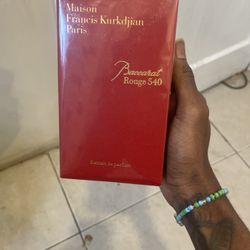 Maison
Francis Kurkdjian
Paris
Baccarat
Rouge 540
Extrait de parfum